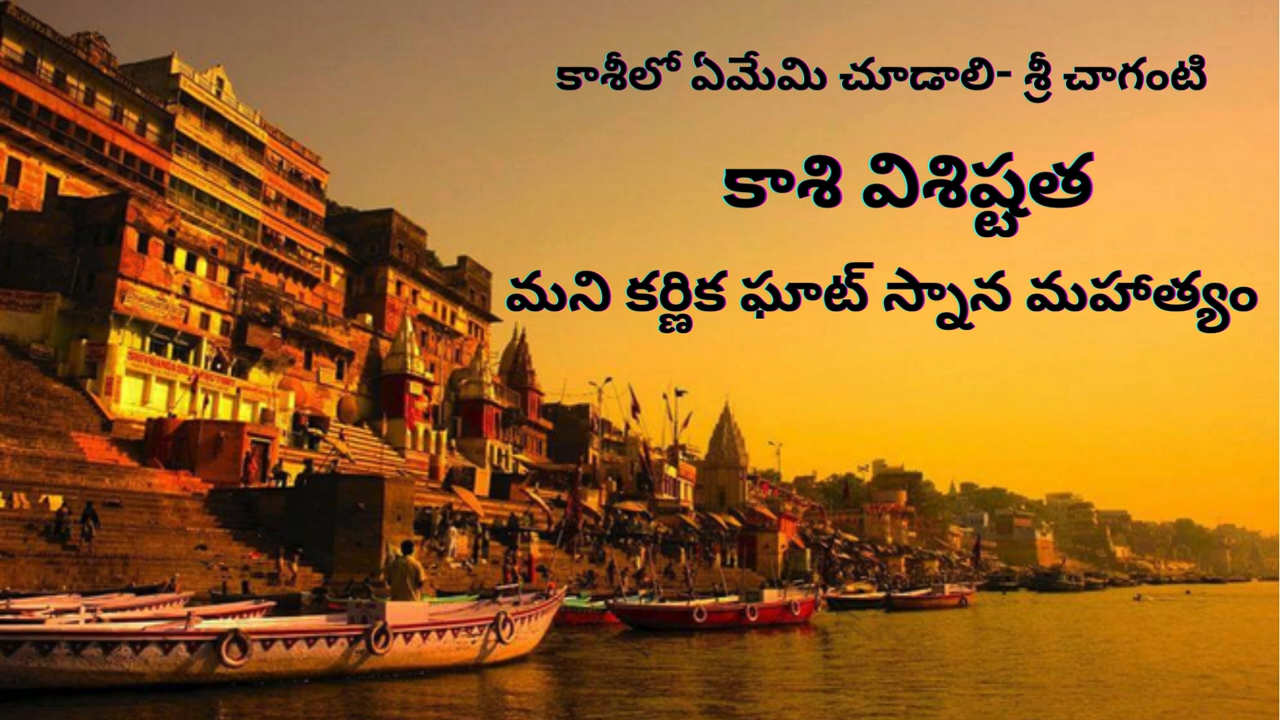 కాశీలో ఏమేమి చూడాలి- శ్రీ చాగంటి
కాశి విశిష్టత
మని కర్ణిక ఘాట్ స్నాన మహాత్యం